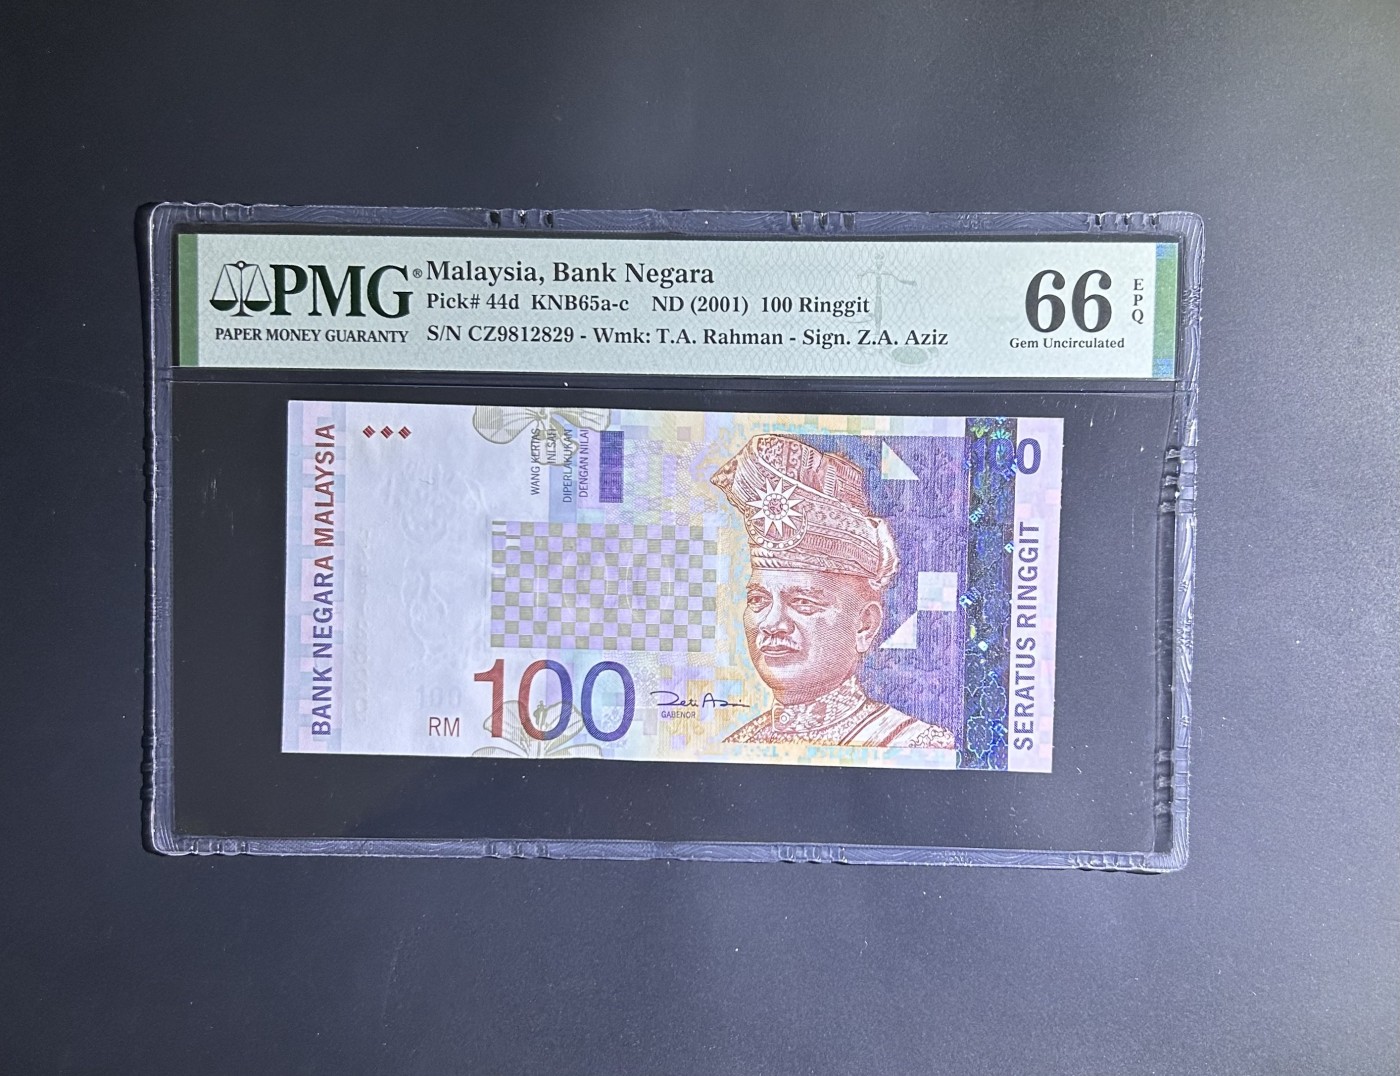 PMG®
PAPER MONEY GUARANTY
Malaysia, Bank Negara
Pick# 44d KNB65a-c ND (2001) 100 Ringgit
S/N CZ9812829 - Wmk: T.A. Rahman - Sign. Z.A. Aziz
66
EPQ
Gem Uncirculated
BANK NEGARA MALAYSIA
WANG KERTAS
INI SAH
DIPERLAKUKAN
DENGAN NILAI
100
100
RM 100
GABENOR
SERATUS RINGGIT